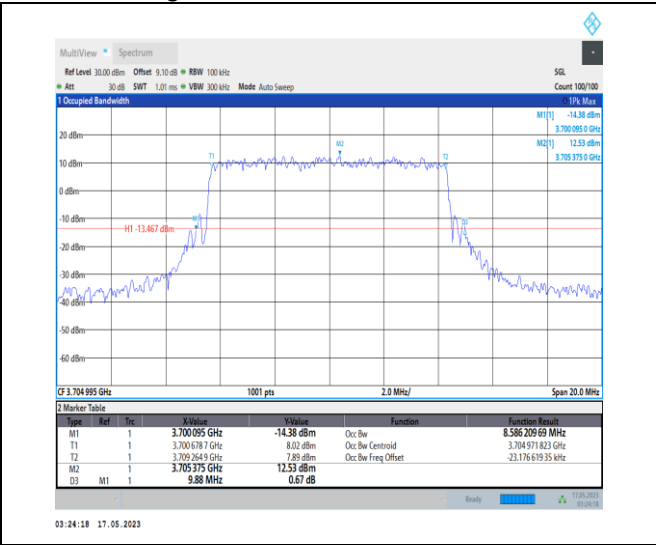 MultiView Spectrum
Ref Level 30.00 dBm Offset 9.10 dB RBW 100 kHz SGL
Att 30 dB SWT 1.01 ms VBW 300 kHz Mode Auto Sweep Count 100/100
1 Occupied Bandwidth 1Pk Max
M1[1] -14.38 dBm
3.700 095 0 GHz
20 dBm M2[1] 12.53 dBm
M2 3.705 375 0 GHz
T1 T2
10 dBm
0 dBm
-10 dBm M1 D3
H1 -13.467 dBm
-20 dBm
-30 dBm
-40 dBm
-50 dBm
-60 dBm
CF 3.704 995 GHz 1001 pts 2.0 MHz/ Span 20.0 MHz
2 Marker Table
Type Ref Trc X-Value Y-Value Function Function Result
M1 1 3.700 095 GHz -14.38 dBm Occ Bw 8.586 209 69 MHz
T1 1 3.700 678 7 GHz 8.02 dBm Occ Bw Centroid 3.704 971 823 GHz
T2 1 3.709 264 9 GHz 7.89 dBm Occ Bw Freq Offset -23.176 619 35 kHz
M2 1 3.705 375 GHz 12.53 dBm
D3 M1 1 9.88 MHz 0.67 dB
Ready 17.05.2023
03:24:18
03:24:18 17.05.2023